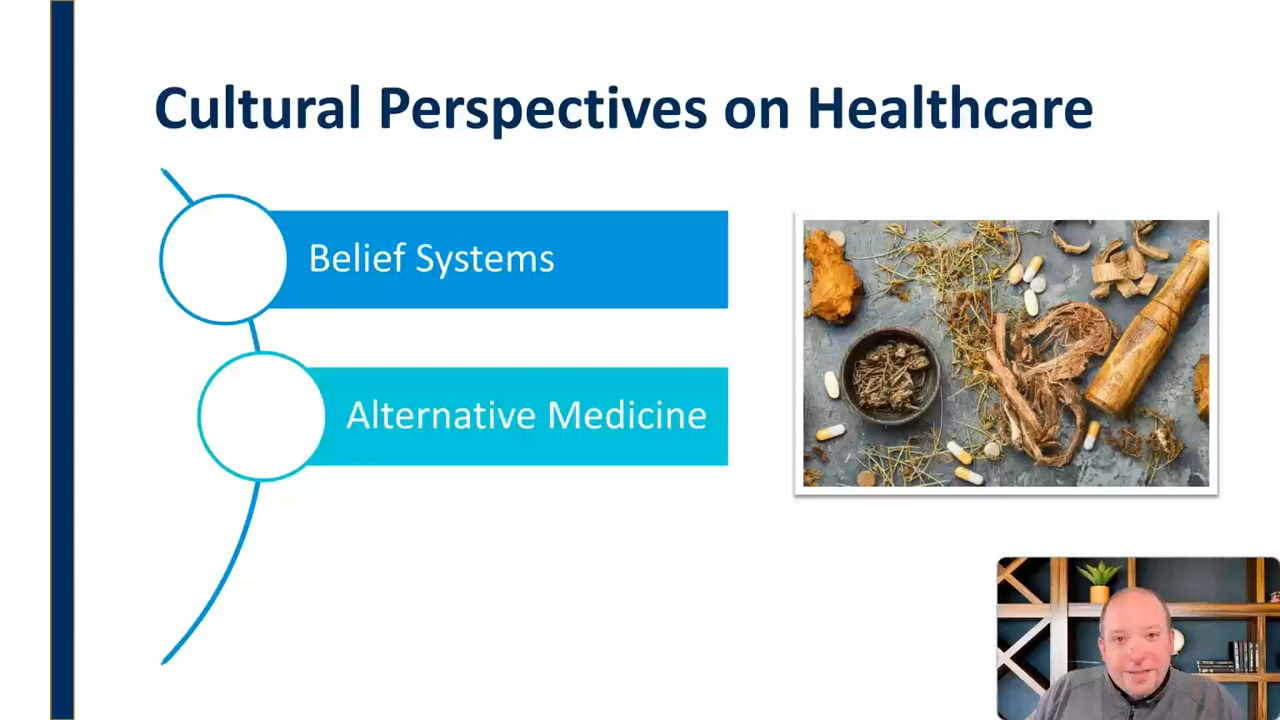 Cultural Perspectives on Healthcare
Belief Systems
Alternative Medicine